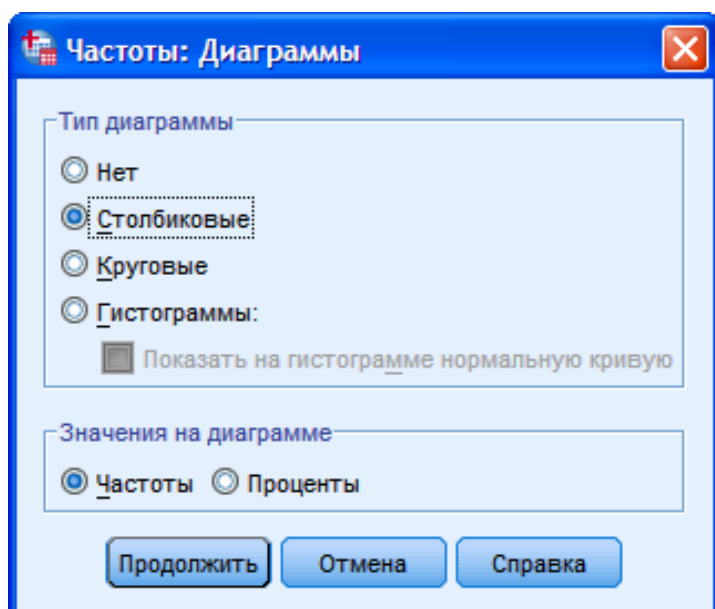 Частоты: Диаграммы
Тип диаграммы
Нет
Столбиковые
Круговые
Гистограммы:
Показать на гистограмме нормальную кривую
Значения на диаграмме
Частоты Проценты
Продолжить Отмена Справка